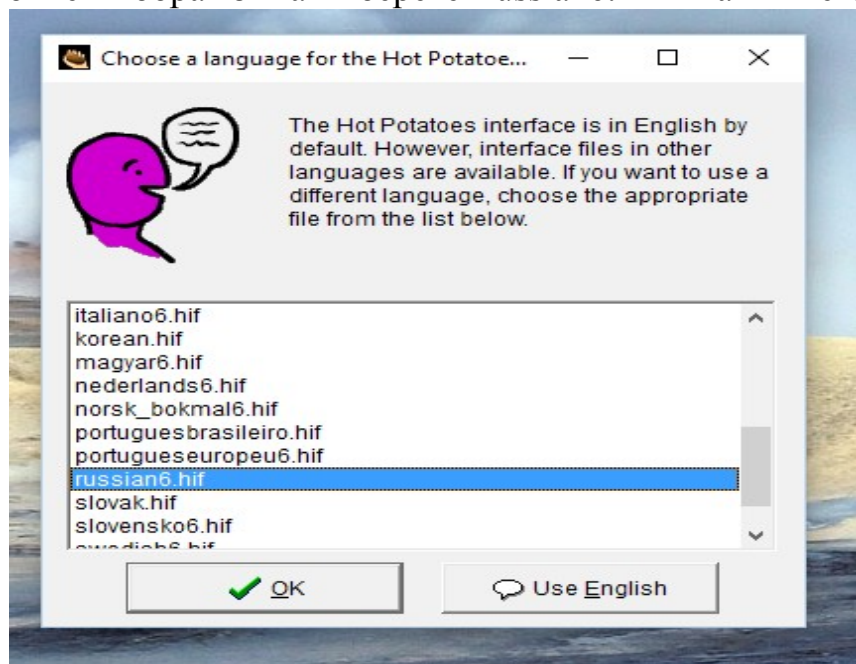 Choose a language for the Hot Potatoe...
The Hot Potatoes interface is in English by
default. However, interface files in other
languages are available. If you want to use a
different language, choose the appropriate
file from the list below.
italiano6.hif
korean.hif
magyar6.hif
nederlands6.hif
norsk_bokmal6.hif
portuguesbrasileiro.hif
portugueseuropeu6.hif
russian6.hif
slovak.hif
slovensko6.hif
swedish6.hif
OK
Use English